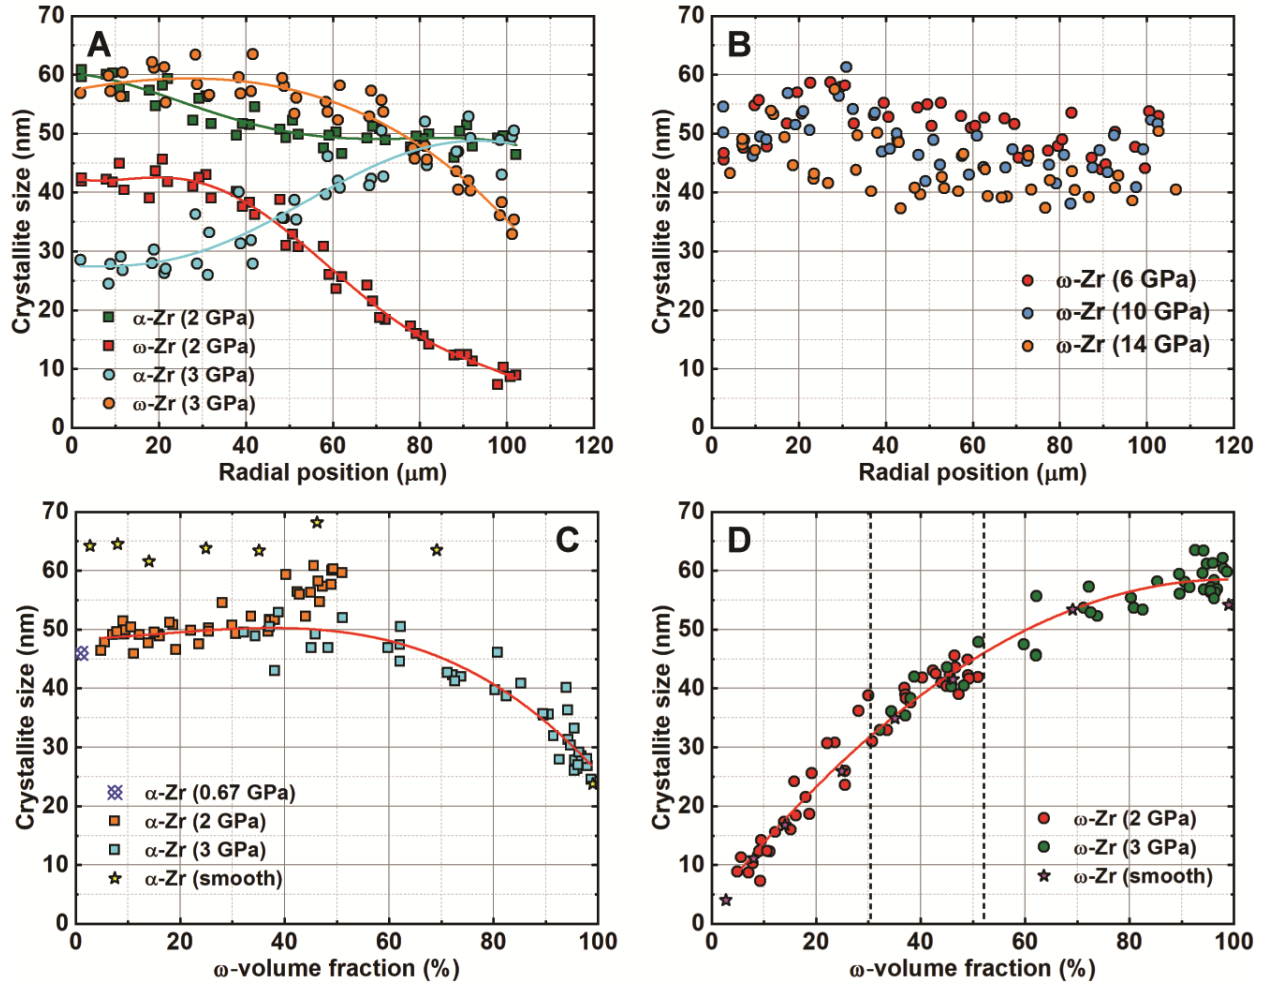 A
70
60
50
40
30
20
10
0
Crystallite size (nm)
α-Zr (2 GPa)
ω-Zr (2 GPa)
α-Zr (3 GPa)
ω-Zr (3 GPa)
0 20 40 60 80 100 120
Radial position (μm)
B
70
60
50
40
30
20
10
0
Crystallite size (nm)
ω-Zr (6 GPa)
ω-Zr (10 GPa)
ω-Zr (14 GPa)
0 20 40 60 80 100 120
Radial position (μm)
C
70
60
50
40
30
20
10
0
Crystallite size (nm)
α-Zr (0.67 GPa)
α-Zr (2 GPa)
α-Zr (3 GPa)
α-Zr (smooth)
0 20 40 60 80 100
ω-volume fraction (%)
D
70
60
50
40
30
20
10
0
Crystallite size (nm)
ω-Zr (2 GPa)
ω-Zr (3 GPa)
ω-Zr (smooth)
0 20 40 60 80 100
ω-volume fraction (%)